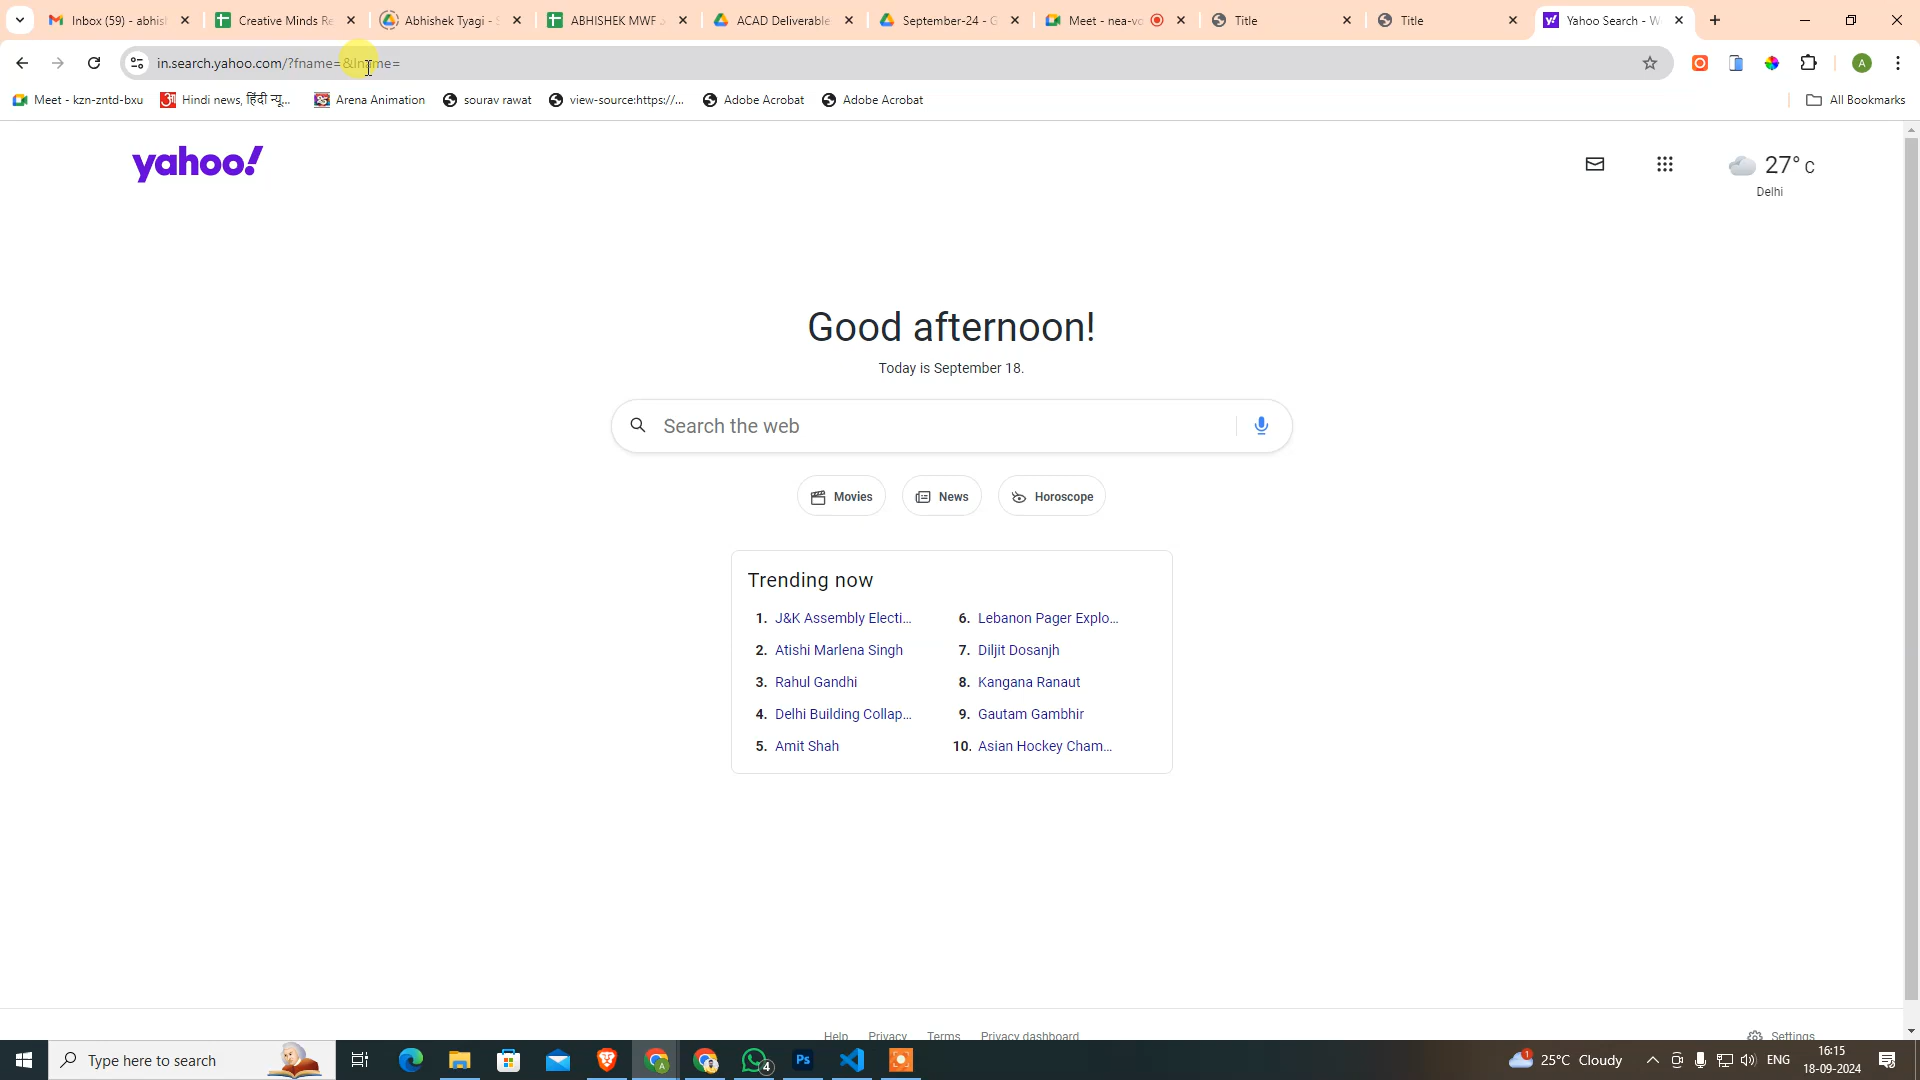 Inbox (59) - abhis
Creative Minds Re
Abhishek Tyagi - S
ABHISHEK MWF
ACAD Deliverable
September-24 - G
Meet - nea-vo
Title
Title
Yahoo Search - W
in.search.yahoo.com/?fname=&lname=
A
Meet - kzn-zntd-bxu
Hindi news, हिंदी न्यू...
Arena Animation
sourav rawat
view-source:https://...
Adobe Acrobat
Adobe Acrobat
All Bookmarks
yahoo!
27° C
Delhi
Good afternoon!
Today is September 18.
Search the web
Movies
News
Horoscope
Trending now
1. J&K Assembly Electi...
2. Atishi Marlena Singh
3. Rahul Gandhi
4. Delhi Building Collap...
5. Amit Shah
6. Lebanon Pager Explo...
7. Diljit Dosanjh
8. Kangana Ranaut
9. Gautam Gambhir
10. Asian Hockey Cham...
Help
Privacy
Terms
Privacy dashboard
Settings
Type here to search
4
Ps
1
25°C Cloudy
ENG
16:15
18-09-2024